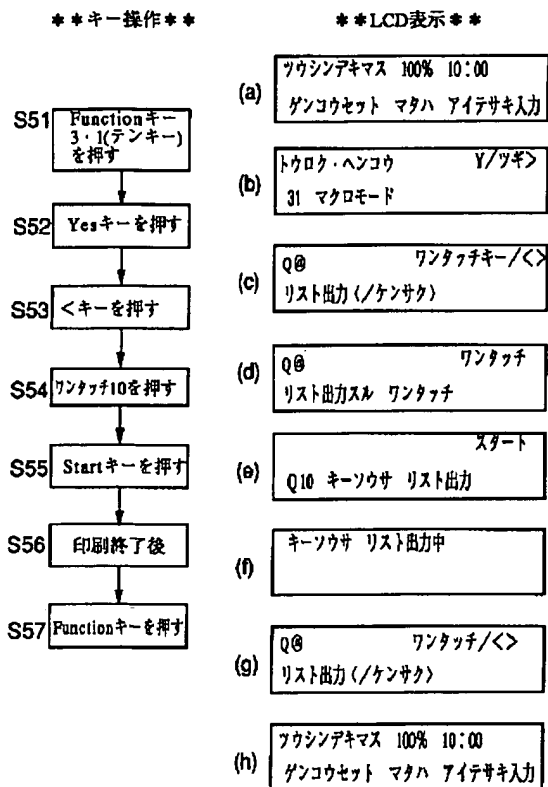 **キー操作**
**LCD表示**
S51
Functionキー
3・1(テンキー)
を押す
S52
Yesキーを押す
S53
<キーを押す
S54
ワンタッチ10を押す
S55
Startキーを押す
S56
印刷終了後
S57
Functionキーを押す
(a)
ツウシンデキマス 100% 10:00
ゲンコウセット マタハ アイテサキ入力
(b)
トウロク・ヘンコウ Y/ツギ>
31 マクロモード
(c)
Q@ ワンタッチキー/<>
リスト出力〈/ケンサク〉
(d)
Q@ ワンタッチ
リスト出力スル ワンタッチ
(e)
スタート
Q10 キーソウサ リスト出力
(f)
キーソウサ リスト出力中
(g)
Q@ ワンタッチ/<>
リスト出力〈/ケンサク〉
(h)
ツウシンデキマス 100% 10:00
ゲンコウセット マタハ アイテサキ入力